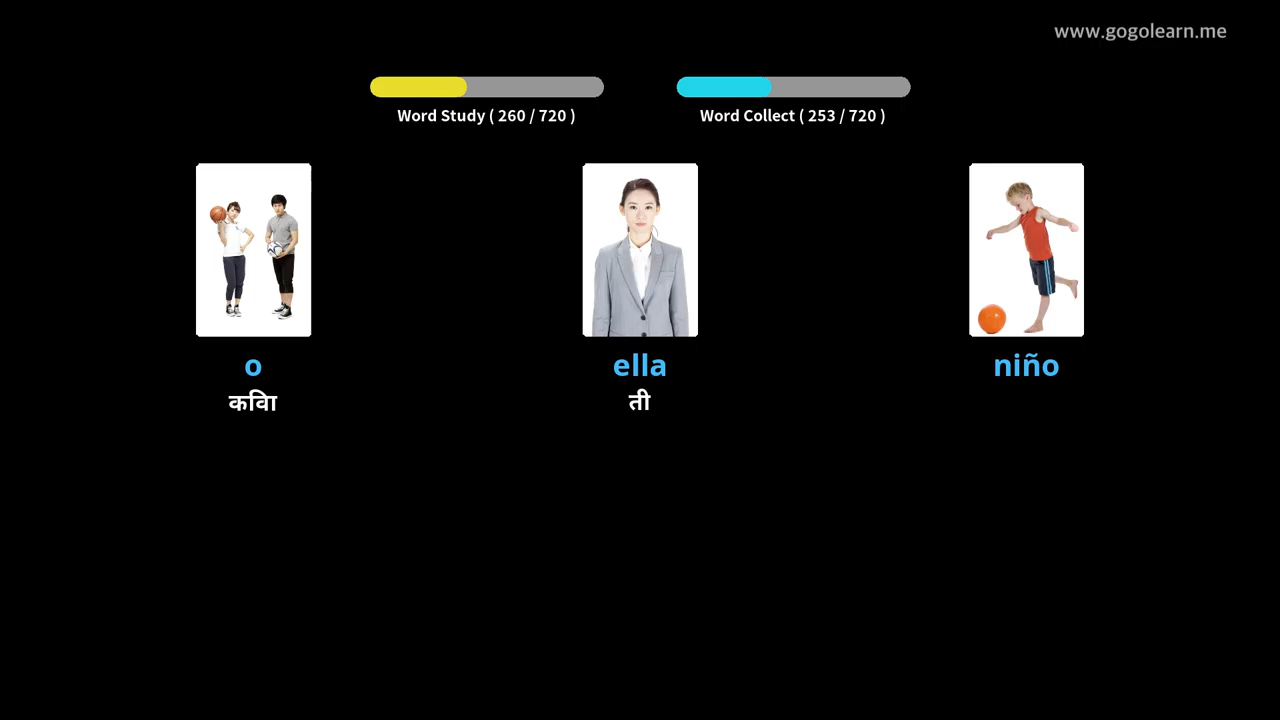 www.gogolearn.me
Word Study ( 260 / 720 )
Word Collect ( 253 / 720 )
o
ella
niño
कविा
ती